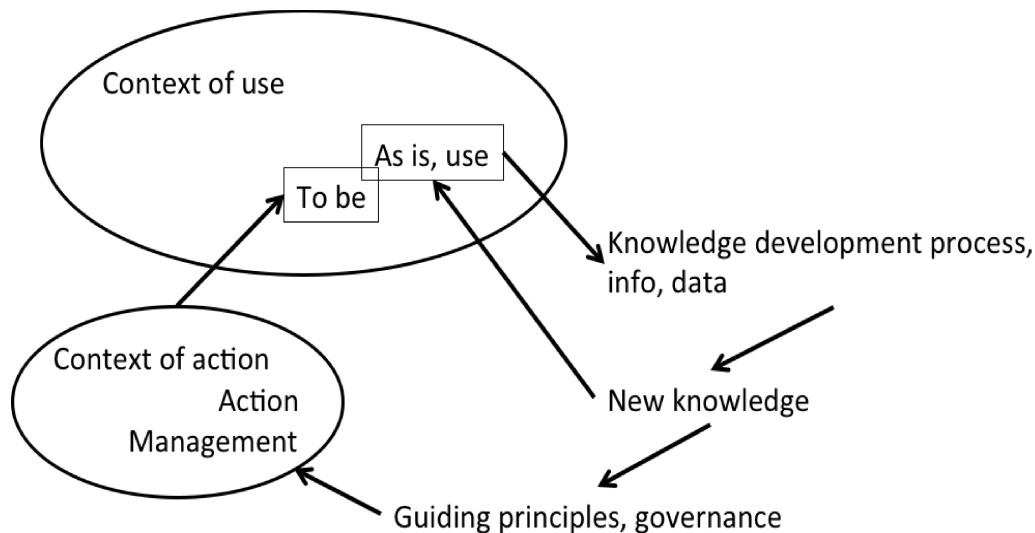 Context of use
As is, use
To be
Knowledge development process,
info, data
Context of action
Action
Management
New knowledge
Guiding principles, governance